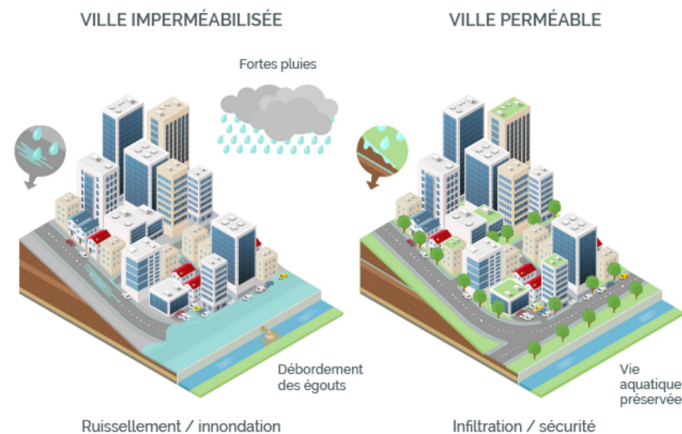 VILLE IMPERMÉABILISÉE
VILLE PERMÉABLE
Fortes pluies
Débordement
des égouts
Vie
aquatique
préservée
Ruissellement / innondation
Infiltration / sécurité